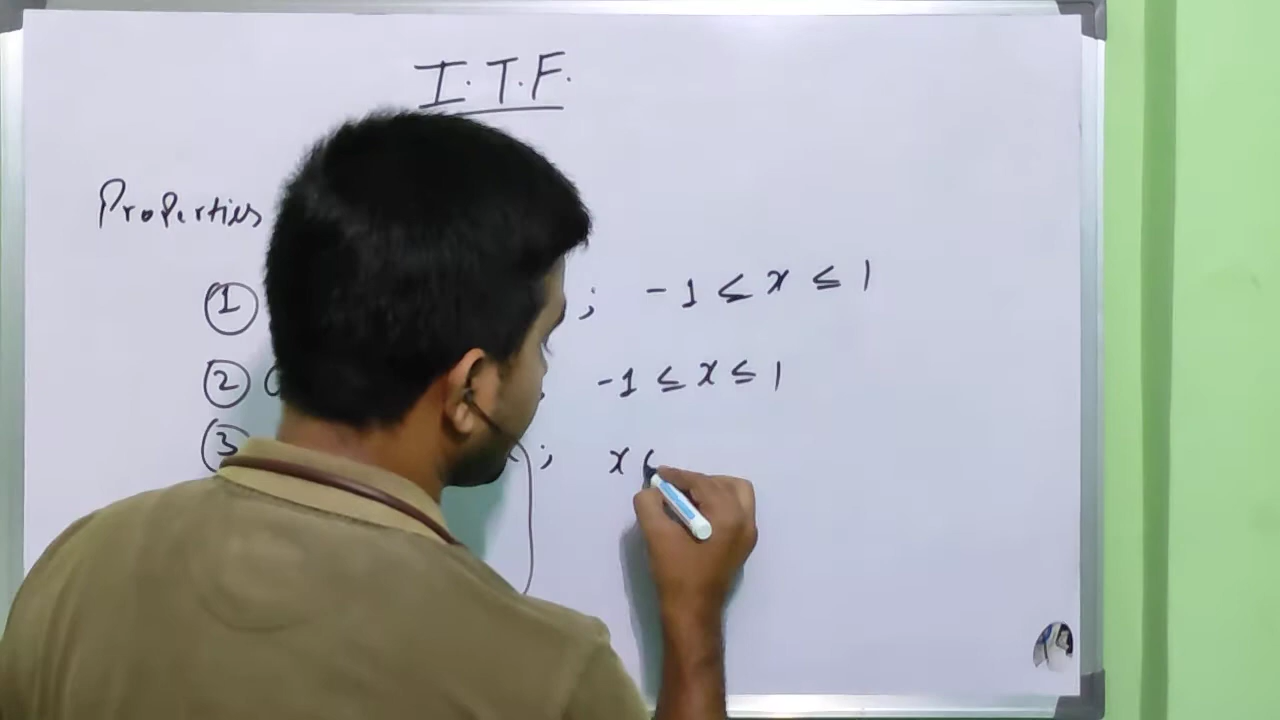 I.T.F.
Properties
① ; -1 ≤ x ≤ 1
② -1 ≤ x ≤ 1
③ ; x